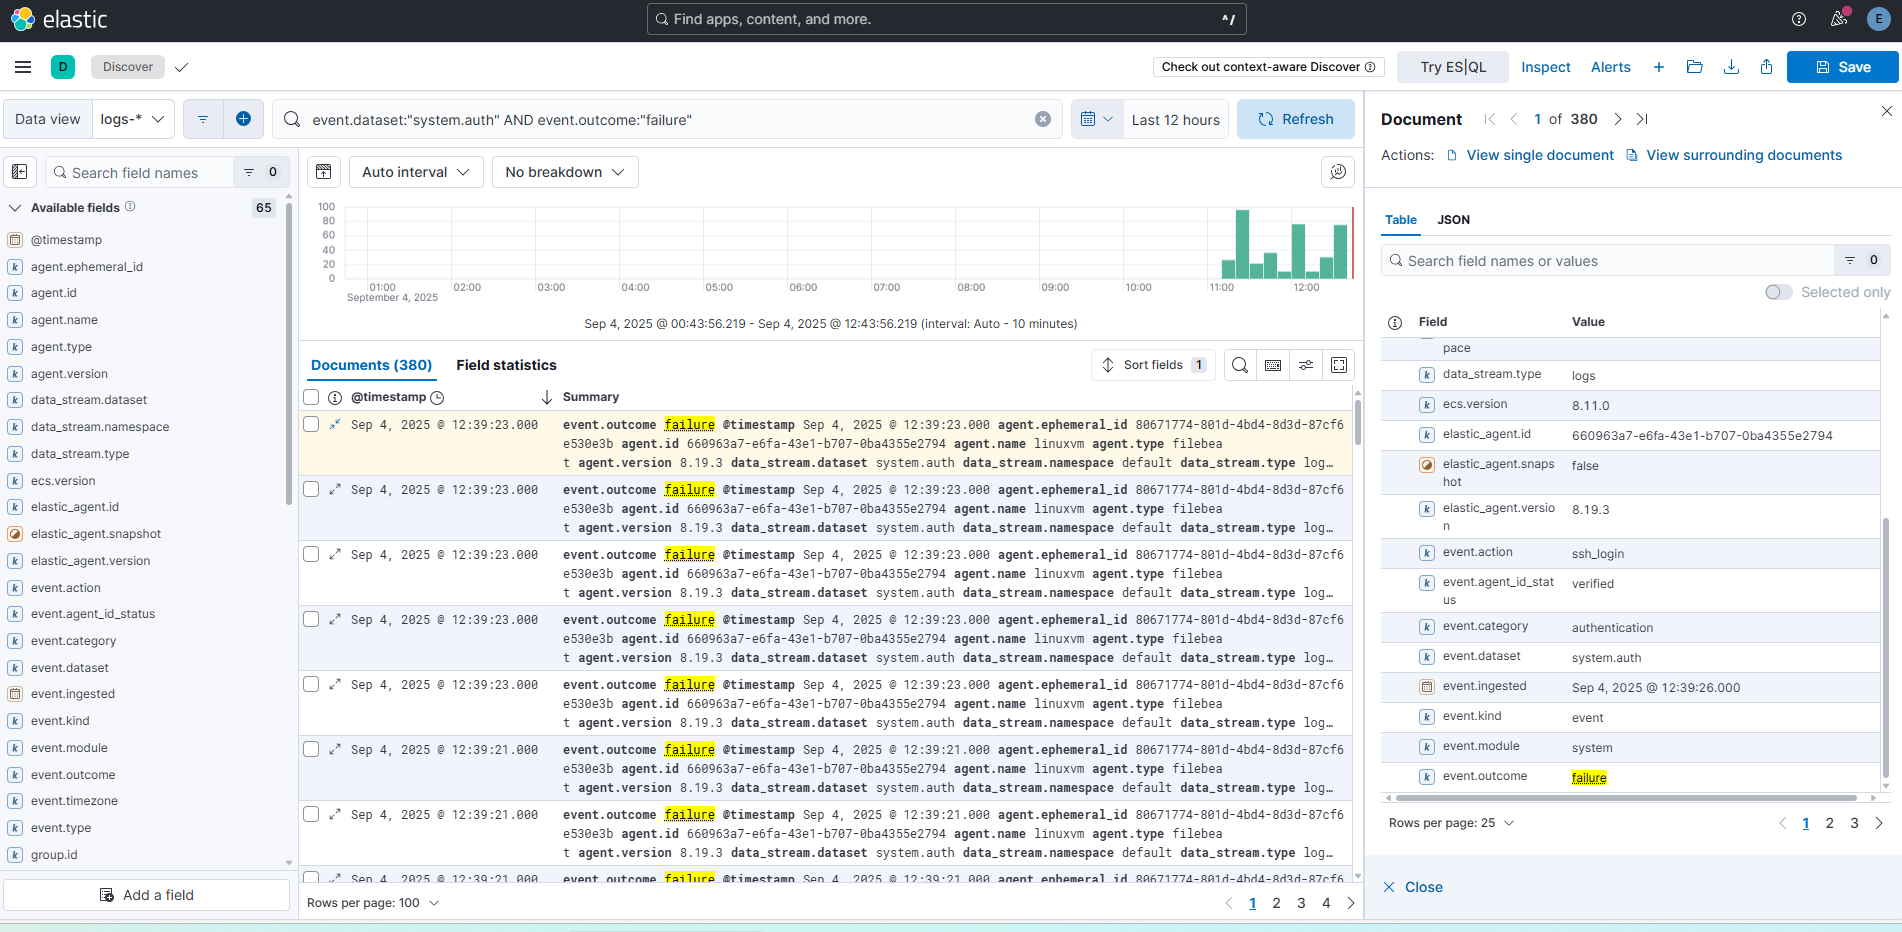 elastic
Find apps, content, and more.
^/
E
D
Discover
Check out context-aware Discover
Try ES|QL
Inspect
Alerts
Save
Data view
logs-*
event.dataset:"system.auth" AND event.outcome:"failure"
Last 12 hours
Refresh
Search field names
0
Available fields
65
@timestamp
agent.ephemeral_id
agent.id
agent.name
agent.type
agent.version
data_stream.dataset
data_stream.namespace
data_stream.type
ecs.version
elastic_agent.id
elastic_agent.snapshot
elastic_agent.version
event.action
event.agent_id_status
event.category
event.dataset
event.ingested
event.kind
event.module
event.outcome
event.timezone
event.type
group.id
Add a field
Auto interval
No breakdown
100
80
60
40
20
0
01:00 02:00 03:00 04:00 05:00 06:00 07:00 08:00 09:00 10:00 11:00 12:00
September 4, 2025
Sep 4, 2025 @ 00:43:56.219 - Sep 4, 2025 @ 12:43:56.219 (interval: Auto - 10 minutes)
Documents (380)
Field statistics
Sort fields 1
@timestamp
Summary
Sep 4, 2025 @ 12:39:23.000 event.outcome failure @timestamp Sep 4, 2025 @ 12:39:23.000 agent.ephemeral_id 80671774-801d-4bd4-8d3d-87cf6
e530e3b agent.id 660963a7-e6fa-43e1-b707-0ba4355e2794 agent.name linuxvm agent.type filebea
t agent.version 8.19.3 data_stream.dataset system.auth data_stream.namespace default data_stream.type log…
Sep 4, 2025 @ 12:39:23.000 event.outcome failure @timestamp Sep 4, 2025 @ 12:39:23.000 agent.ephemeral_id 80671774-801d-4bd4-8d3d-87cf6
e530e3b agent.id 660963a7-e6fa-43e1-b707-0ba4355e2794 agent.name linuxvm agent.type filebea
t agent.version 8.19.3 data_stream.dataset system.auth data_stream.namespace default data_stream.type log…
Sep 4, 2025 @ 12:39:23.000 event.outcome failure @timestamp Sep 4, 2025 @ 12:39:23.000 agent.ephemeral_id 80671774-801d-4bd4-8d3d-87cf6
e530e3b agent.id 660963a7-e6fa-43e1-b707-0ba4355e2794 agent.name linuxvm agent.type filebea
t agent.version 8.19.3 data_stream.dataset system.auth data_stream.namespace default data_stream.type log…
Sep 4, 2025 @ 12:39:23.000 event.outcome failure @timestamp Sep 4, 2025 @ 12:39:23.000 agent.ephemeral_id 80671774-801d-4bd4-8d3d-87cf6
e530e3b agent.id 660963a7-e6fa-43e1-b707-0ba4355e2794 agent.name linuxvm agent.type filebea
t agent.version 8.19.3 data_stream.dataset system.auth data_stream.namespace default data_stream.type log…
Sep 4, 2025 @ 12:39:23.000 event.outcome failure @timestamp Sep 4, 2025 @ 12:39:23.000 agent.ephemeral_id 80671774-801d-4bd4-8d3d-87cf6
e530e3b agent.id 660963a7-e6fa-43e1-b707-0ba4355e2794 agent.name linuxvm agent.type filebea
t agent.version 8.19.3 data_stream.dataset system.auth data_stream.namespace default data_stream.type log…
Sep 4, 2025 @ 12:39:21.000 event.outcome failure @timestamp Sep 4, 2025 @ 12:39:21.000 agent.ephemeral_id 80671774-801d-4bd4-8d3d-87cf6
e530e3b agent.id 660963a7-e6fa-43e1-b707-0ba4355e2794 agent.name linuxvm agent.type filebea
t agent.version 8.19.3 data_stream.dataset system.auth data_stream.namespace default data_stream.type log…
Sep 4, 2025 @ 12:39:21.000 event.outcome failure @timestamp Sep 4, 2025 @ 12:39:21.000 agent.ephemeral_id 80671774-801d-4bd4-8d3d-87cf6
e530e3b agent.id 660963a7-e6fa-43e1-b707-0ba4355e2794 agent.name linuxvm agent.type filebea
t agent.version 8.19.3 data_stream.dataset system.auth data_stream.namespace default data_stream.type log…
Sep 4, 2025 @ 12:39:21.000 event.outcome failure @timestamp Sep 4, 2025 @ 12:39:21.000 agent.ephemeral_id 80671774-801d-4bd4-8d3d-87cf6
Rows per page: 100
1 2 3 4
Document
1 of 380
Actions: View single document View surrounding documents
Table
JSON
Search field names or values
0
Selected only
Field Value
pace
data_stream.type logs
ecs.version 8.11.0
elastic_agent.id 660963a7-e6fa-43e1-b707-0ba4355e2794
elastic_agent.snaps false
hot
elastic_agent.versio 8.19.3
n
event.action ssh_login
event.agent_id_stat verified
us
event.category authentication
event.dataset system.auth
event.ingested Sep 4, 2025 @ 12:39:26.000
event.kind event
event.module system
event.outcome failure
Rows per page: 25
1 2 3
Close